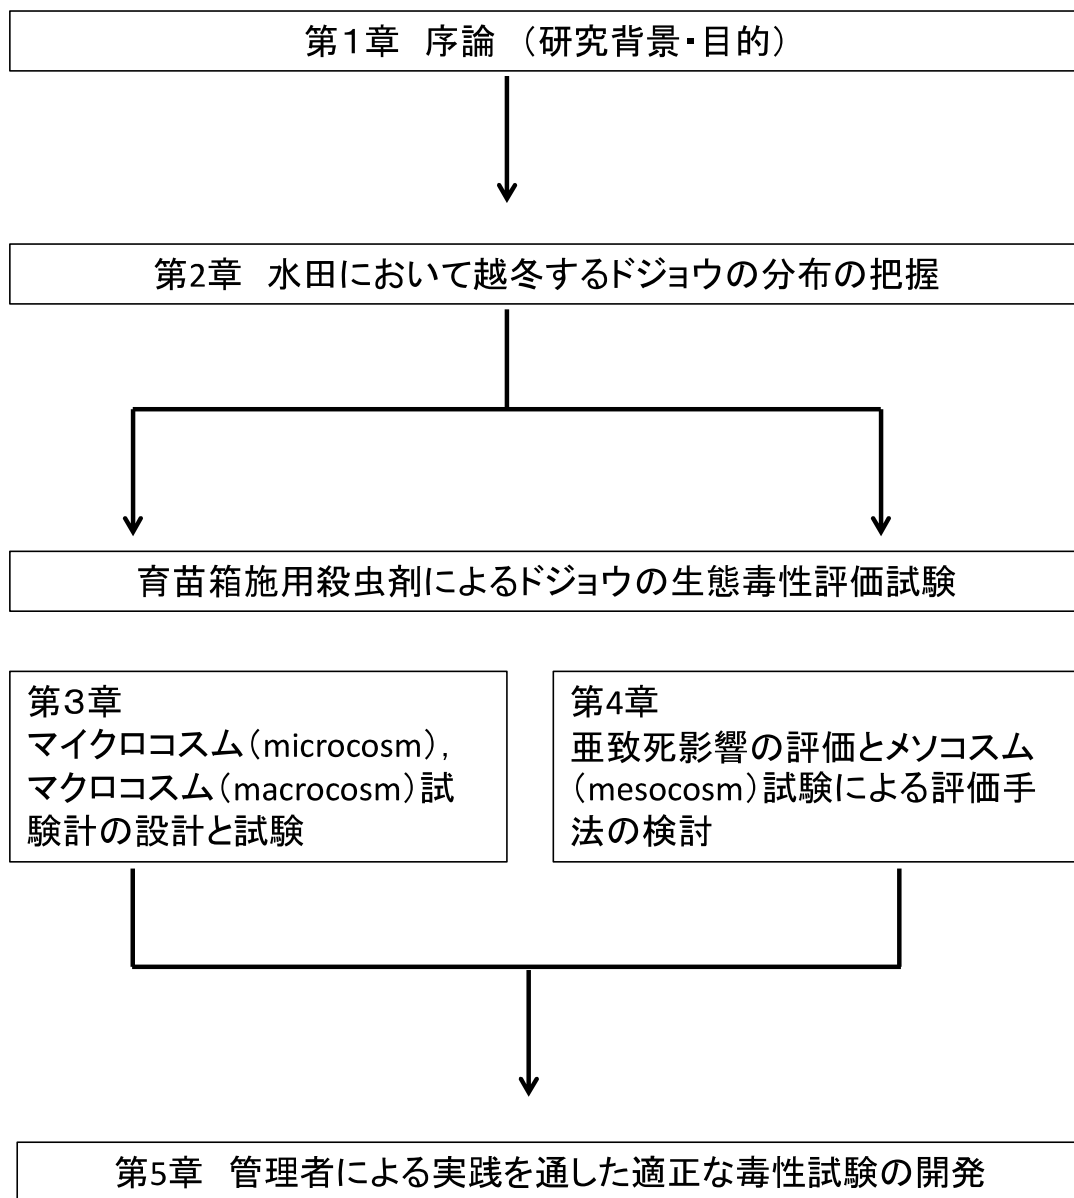 第１章 序論 （研究背景・目的）
第2章 水田において越冬するドジョウの分布の把握
育苗箱施用殺虫剤によるドジョウの生態毒性評価試験
第３章
マイクロコスム（microcosm），
マクロコスム（macrocosm）試
験計の設計と試験
第4章
亜致死影響の評価とメソコスム
（mesocosm）試験による評価手
法の検討
第5章 管理者による実践を通した適正な毒性試験の開発